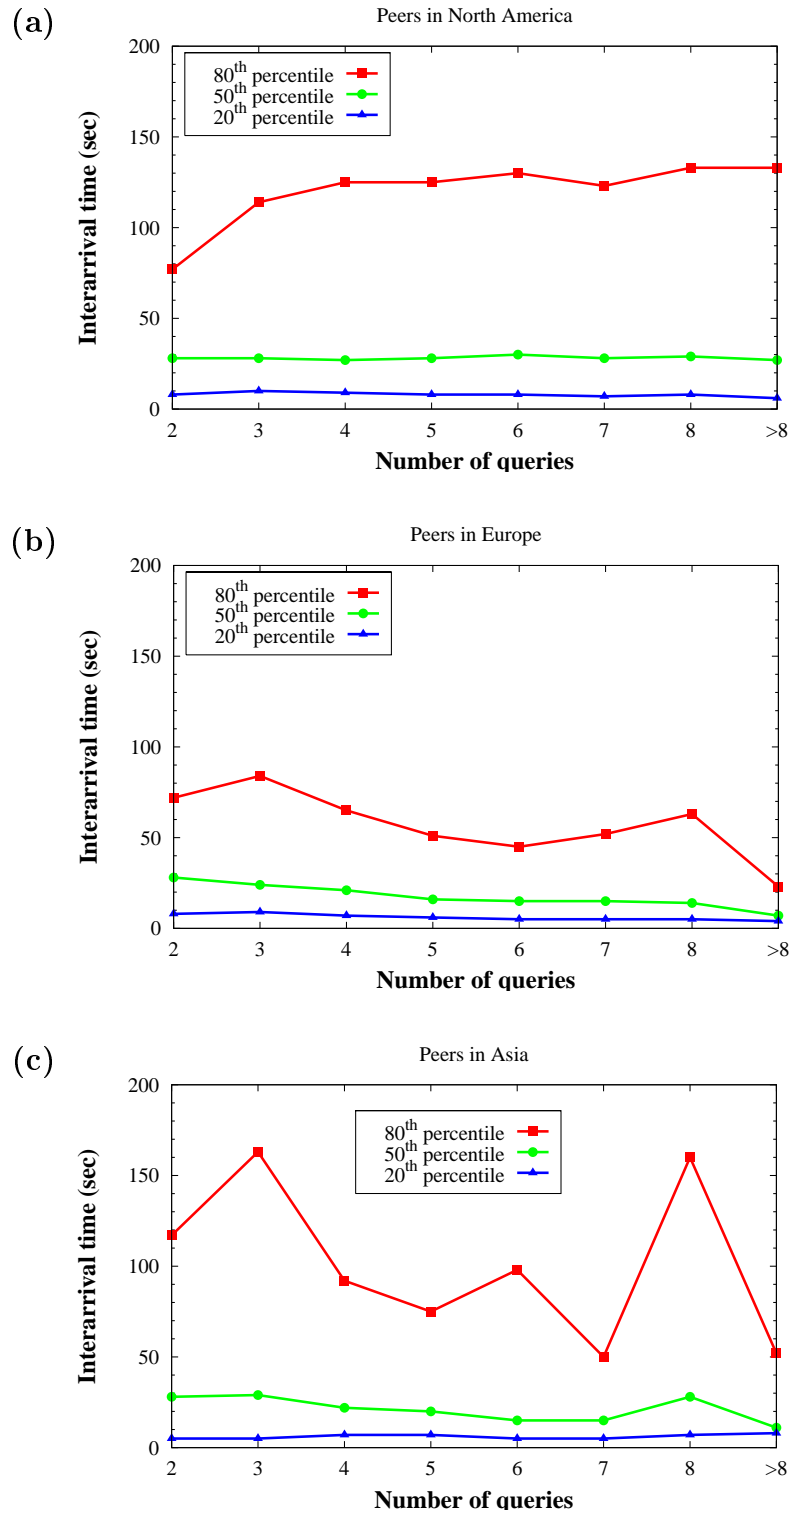 (a)
Peers in North America
200
150
100
50
0
Interarrival time (sec)
80th percentile
50th percentile
20th percentile
2 3 4 5 6 7 8 >8
Number of queries
(b)
Peers in Europe
200
150
100
50
0
Interarrival time (sec)
80th percentile
50th percentile
20th percentile
2 3 4 5 6 7 8 >8
Number of queries
(c)
Peers in Asia
200
150
100
50
0
Interarrival time (sec)
80th percentile
50th percentile
20th percentile
2 3 4 5 6 7 8 >8
Number of queries